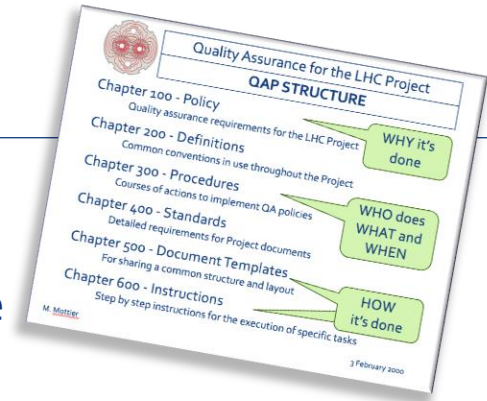 Quality Assurance for the LHC Project
QAP STRUCTURE
Chapter 100 - Policy
Quality assurance requirements for the LHC Project
WHY it's
done
Chapter 200 - Definitions
Common conventions in use throughout the Project
Chapter 300 - Procedures
Courses of actions to implement QA policies
WHO does
WHAT and
WHEN
Chapter 400 - Standards
Detailed requirements for Project documents
Chapter 500 - Document Templates
For sharing a common structure and layout
HOW
it's done
Chapter 600 - Instructions
Step by step instructions for the execution of specific tasks
M. Mottier
3 February 2000
e